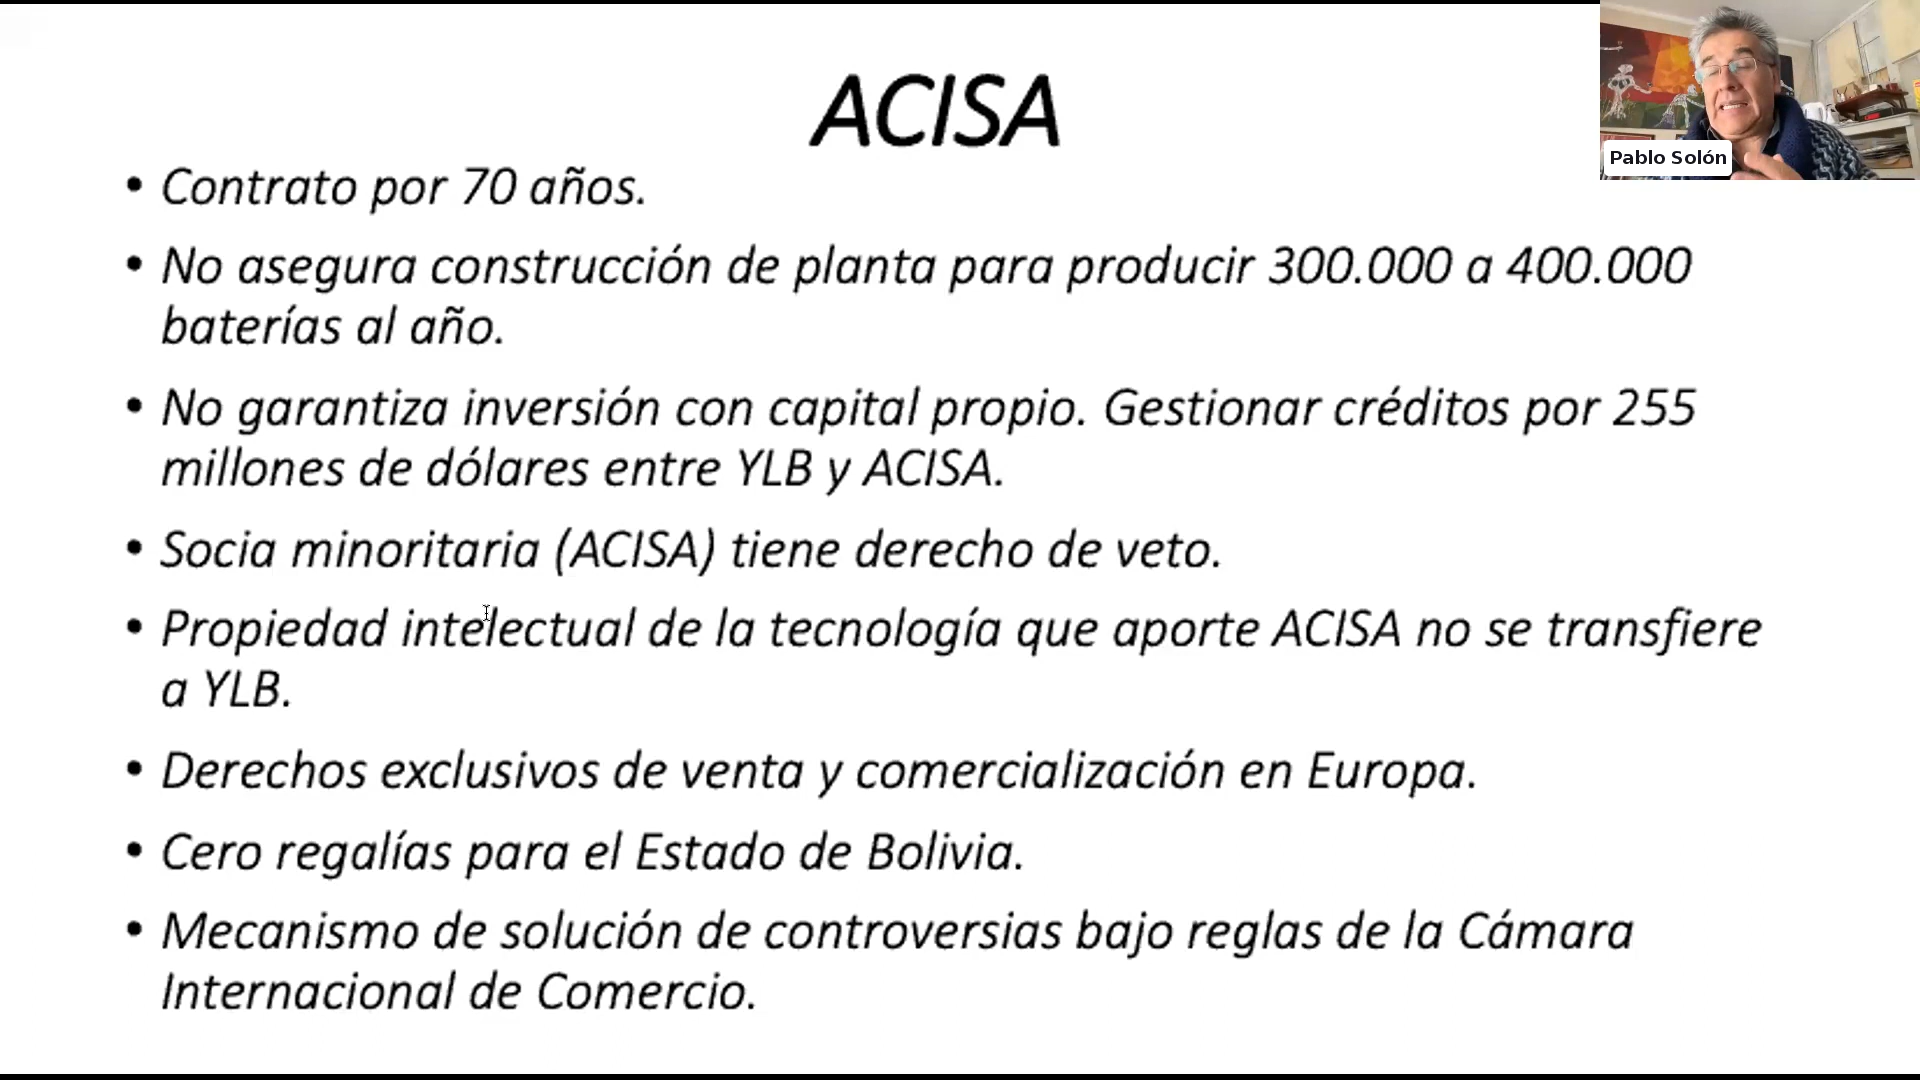 ACISA
Pablo Solón
• Contrato por 70 años.
• No asegura construcción de planta para producir 300.000 a 400.000
baterías al año.
• No garantiza inversión con capital propio. Gestionar créditos por 255
millones de dólares entre YLB y ACISA.
• Socia minoritaria (ACISA) tiene derecho de veto.
• Propiedad intelectual de la tecnología que aporte ACISA no se transfiere
a YLB.
• Derechos exclusivos de venta y comercialización en Europa.
• Cero regalías para el Estado de Bolivia.
• Mecanismo de solución de controversias bajo reglas de la Cámara
Internacional de Comercio.